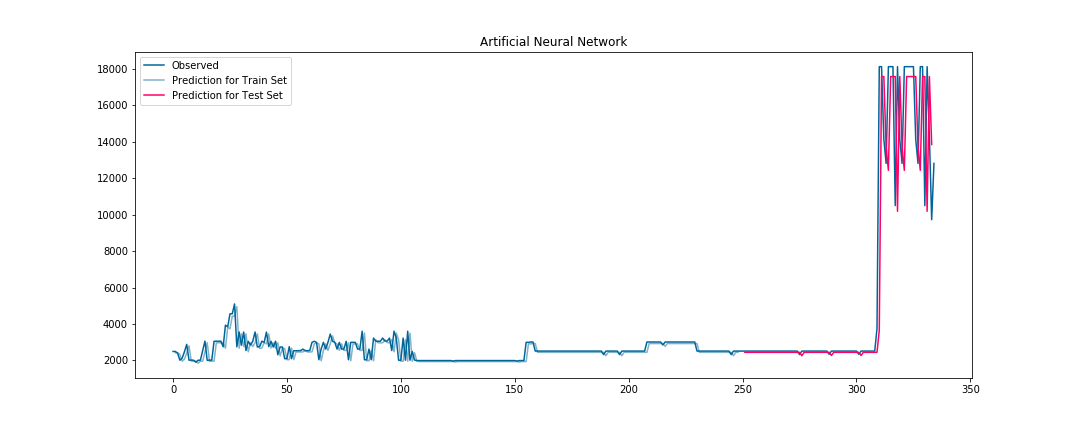 Artificial Neural Network
Observed
Prediction for Train Set
Prediction for Test Set
18000
16000
14000
12000
10000
8000
6000
4000
2000
0 50 100 150 200 250 300 350